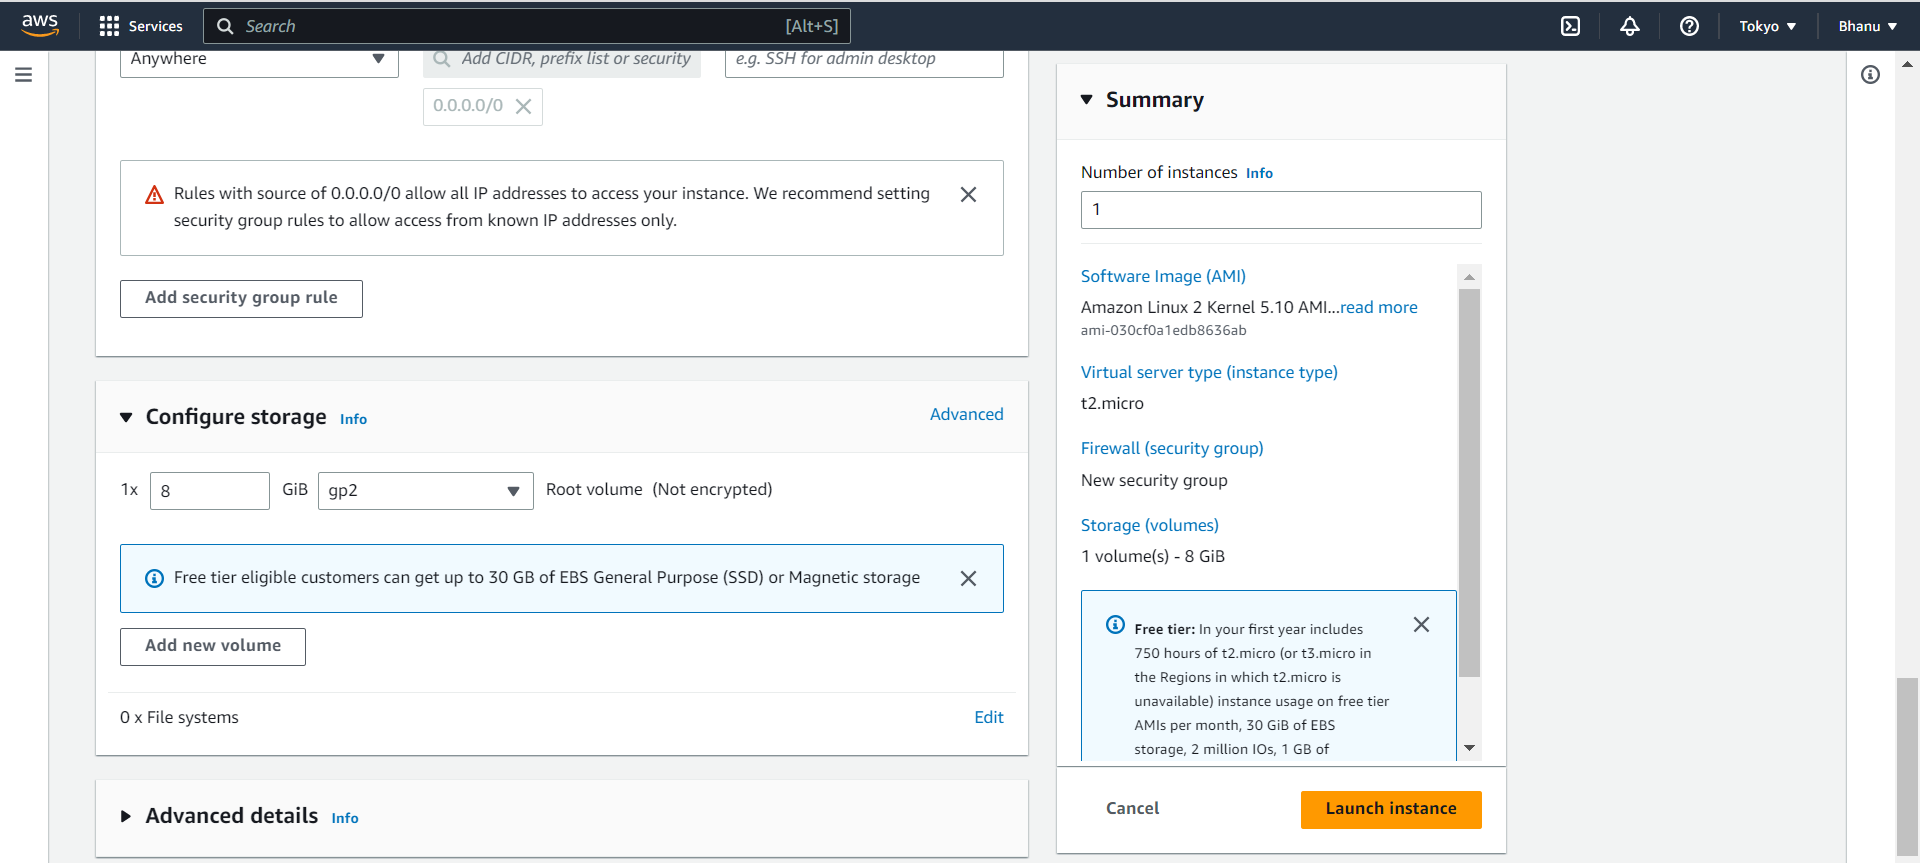 aws
Services
Search [Alt+S]
Tokyo
Bhanu
Anywhere
Add CIDR, prefix list or security
e.g. SSH for admin desktop
0.0.0.0/0
Rules with source of 0.0.0.0/0 allow all IP addresses to access your instance. We recommend setting
security group rules to allow access from known IP addresses only.
Add security group rule
Configure storage Info
Advanced
1x 8 GiB gp2 Root volume (Not encrypted)
Free tier eligible customers can get up to 30 GB of EBS General Purpose (SSD) or Magnetic storage
Add new volume
0 x File systems
Edit
Advanced details Info
Summary
Number of instances Info
1
Software Image (AMI)
Amazon Linux 2 Kernel 5.10 AMI...read more
ami-030cf0a1edb8636ab
Virtual server type (instance type)
t2.micro
Firewall (security group)
New security group
Storage (volumes)
1 volume(s) - 8 GiB
Free tier: In your first year includes
750 hours of t2.micro (or t3.micro in
the Regions in which t2.micro is
unavailable) instance usage on free tier
AMIs per month, 30 GiB of EBS
storage, 2 million IOs, 1 GB of
Cancel
Launch instance